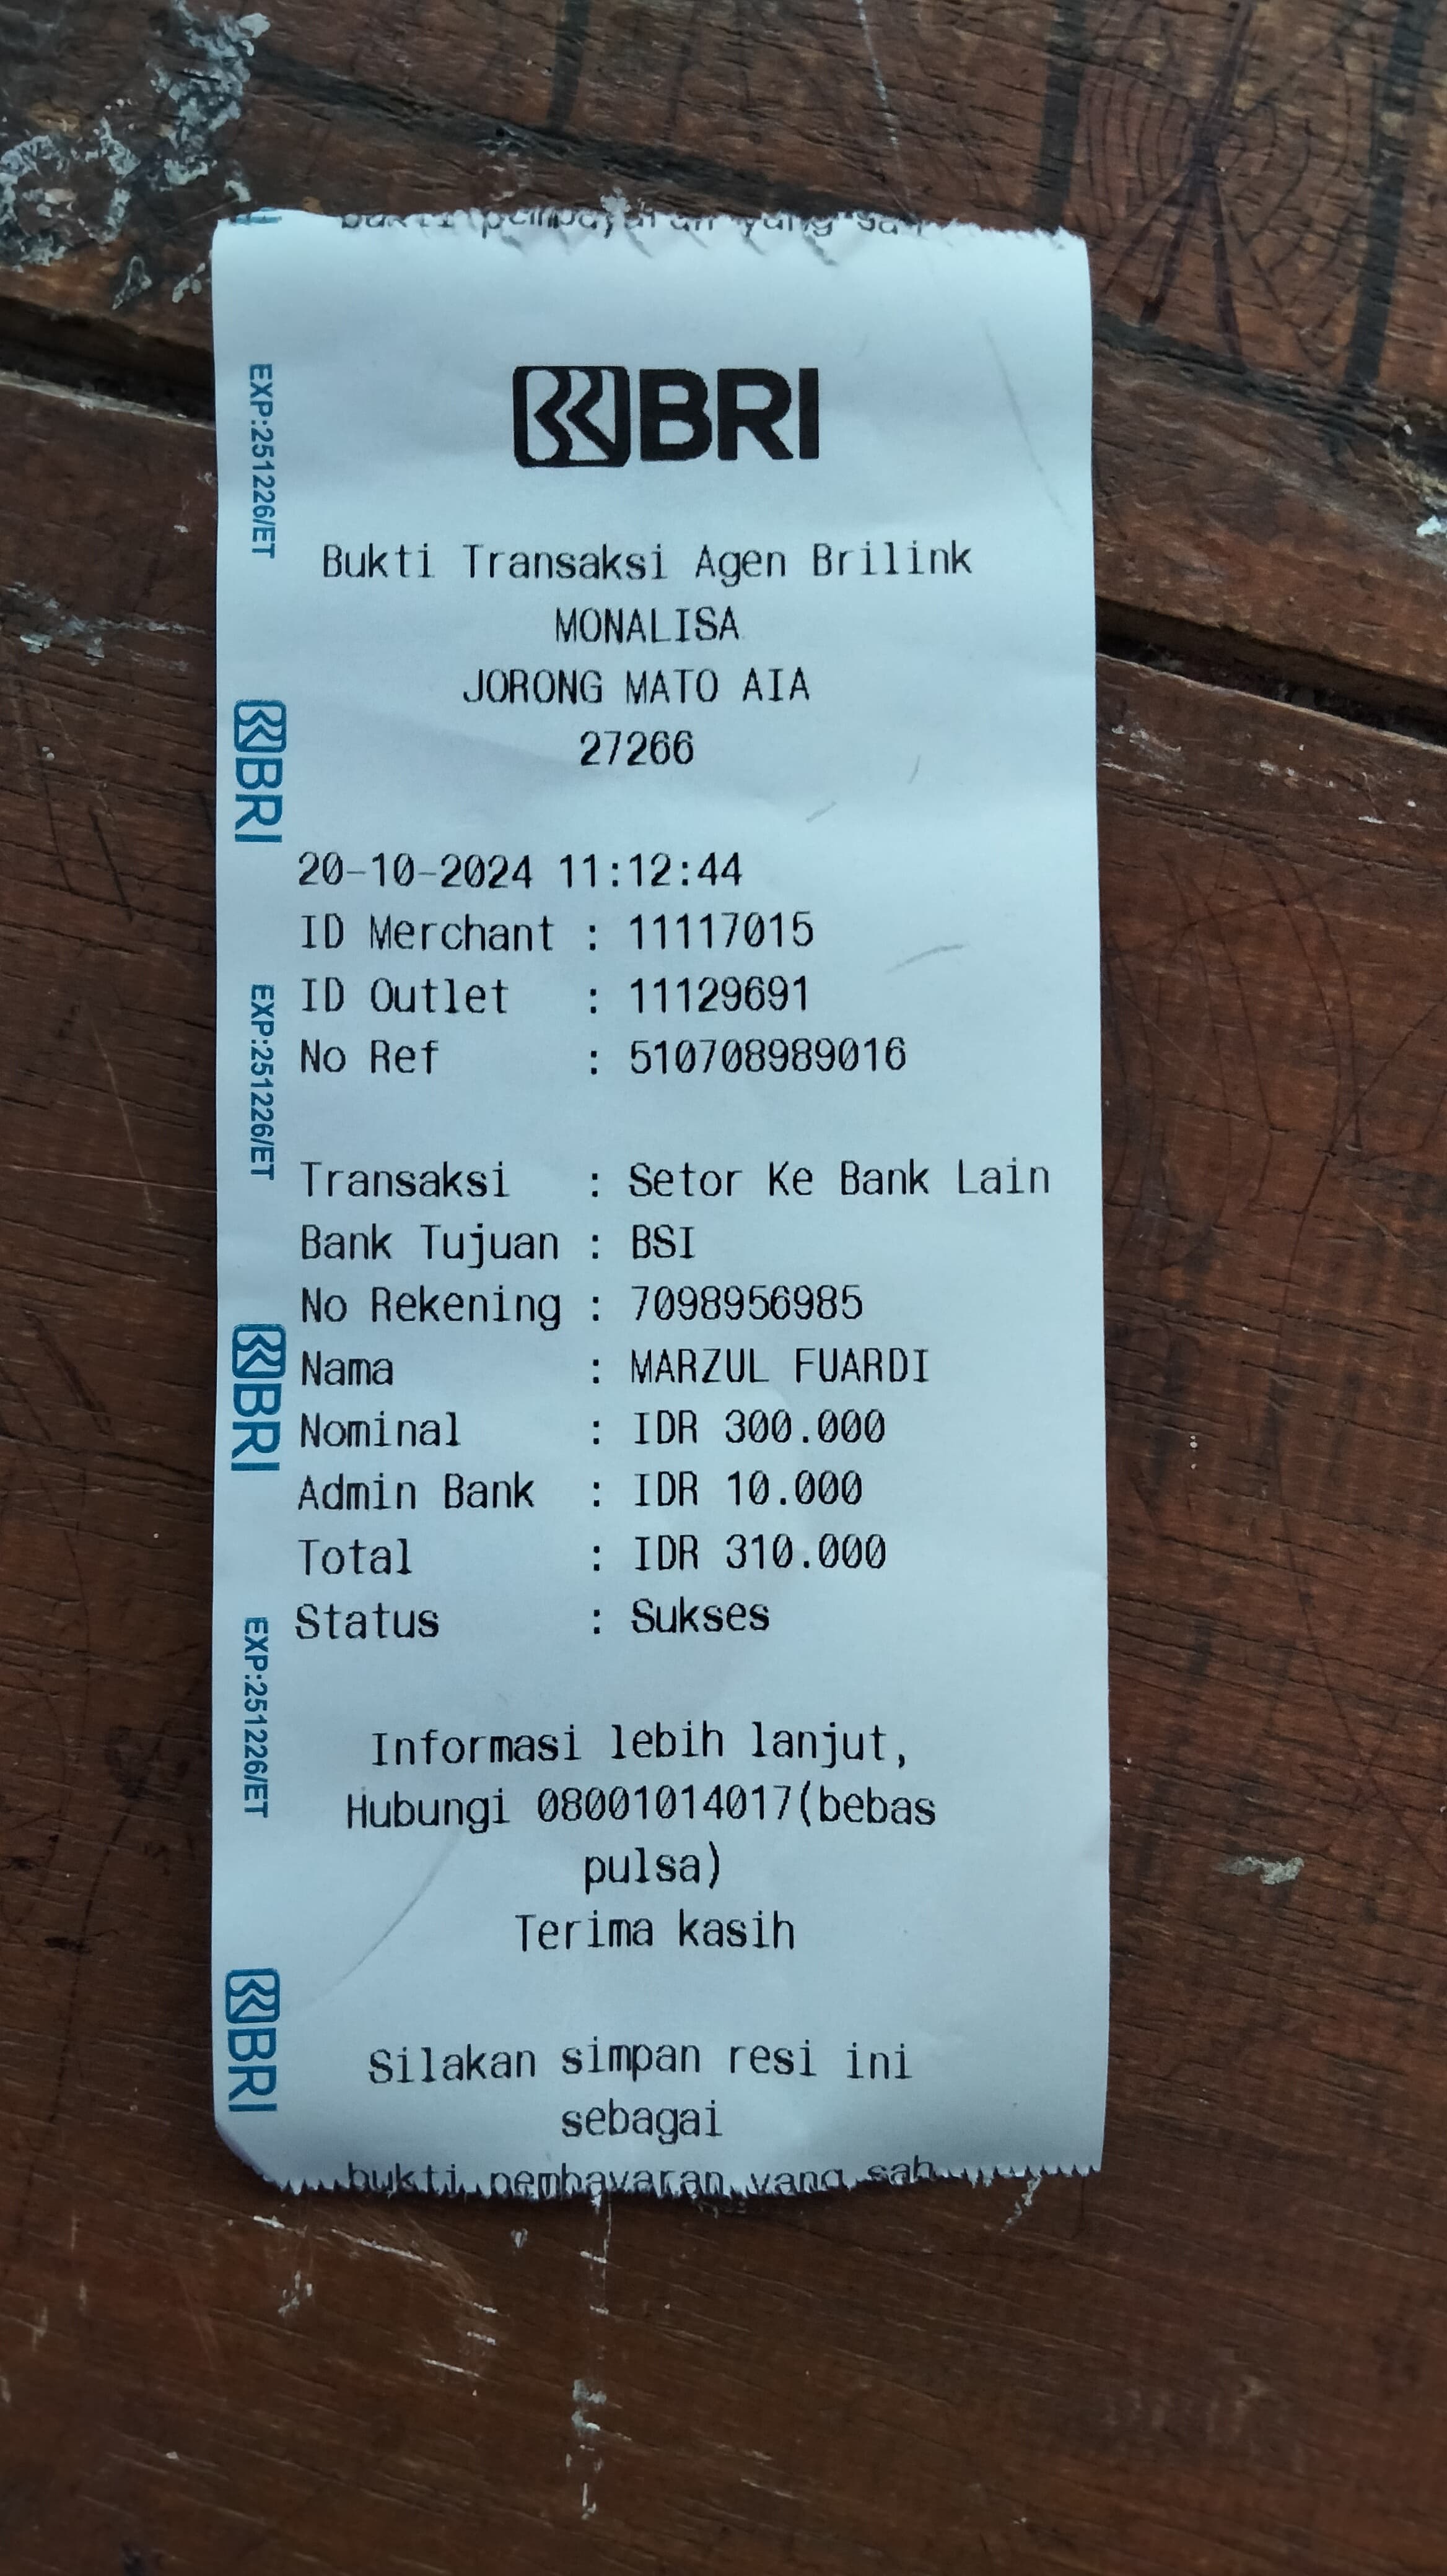 bukti pembayaran yang sa
BRI
Bukti Transaksi Agen Brilink
MONALISA
JORONG MATO AIA
27266
20-10-2024 11:12:44
ID Merchant : 11117015
ID Outlet : 11129691
No Ref : 510708989016
Transaksi : Setor Ke Bank Lain
Bank Tujuan : BSI
No Rekening : 7098956985
Nama : MARZUL FUARDI
Nominal : IDR 300.000
Admin Bank : IDR 10.000
Total : IDR 310.000
Status : Sukses
Informasi lebih lanjut,
Hubungi 08001014017(bebas
pulsa)
Terima kasih
Silakan simpan resi ini
sebagai
bukti pembayaran yang sah
EXP:251226/ET
BRI
EXP:251226/ET
BRI
EXP:251226/ET
BRI